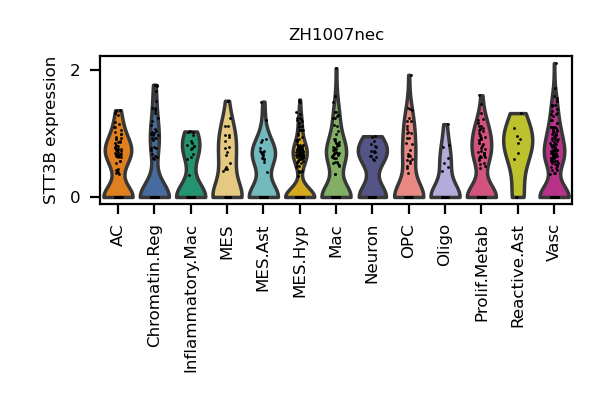 ZH1007nec
STT3B expression
2
0
AC
Chromatin.Reg
Inflammatory.Mac
MES
MES.Ast
MES.Hyp
Mac
Neuron
OPC
Oligo
Prolif.Metab
Reactive.Ast
Vasc